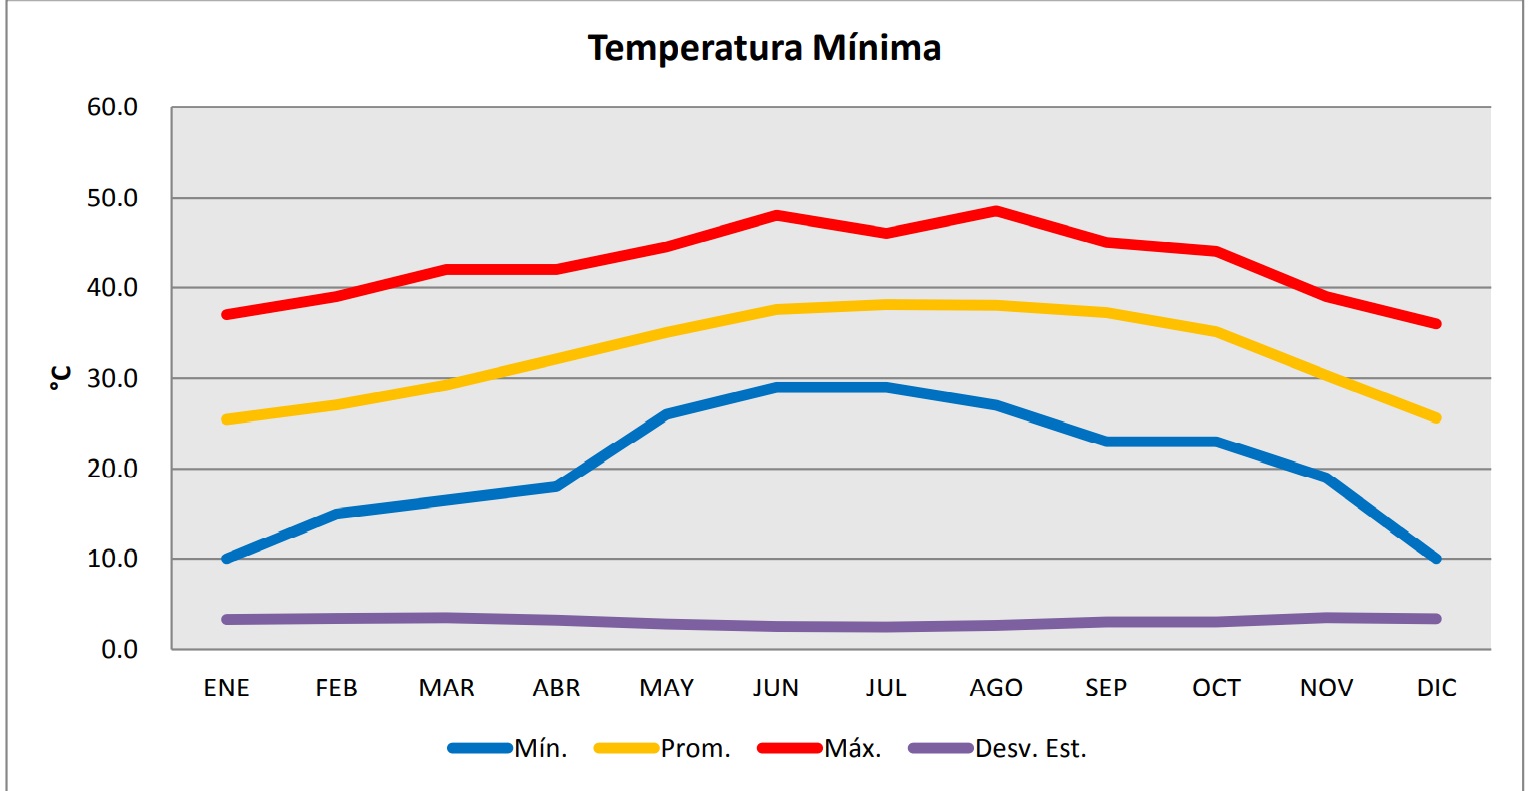 Temperatura Mínima
60.0
50.0
40.0
°C
30.0
20.0
10.0
0.0
ENE FEB MAR ABR MAY JUN JUL AGO SEP OCT NOV DIC
Mín. Prom. Máx. Desv. Est.